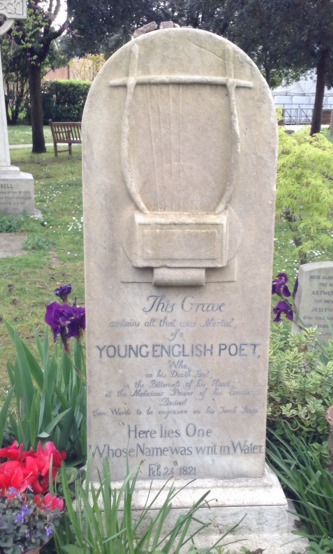 This Grave
contains all that was Mortal,
of a
YOUNG ENGLISH POET,
Who,
on his Death Bed,
in the Bitterness of his Heart,
at the Malicious Power of his Enemies,
Desired
these Words to be engraven on his Tomb Stone
Here lies One
Whose Name was writ in Water.
Feb 24 1821